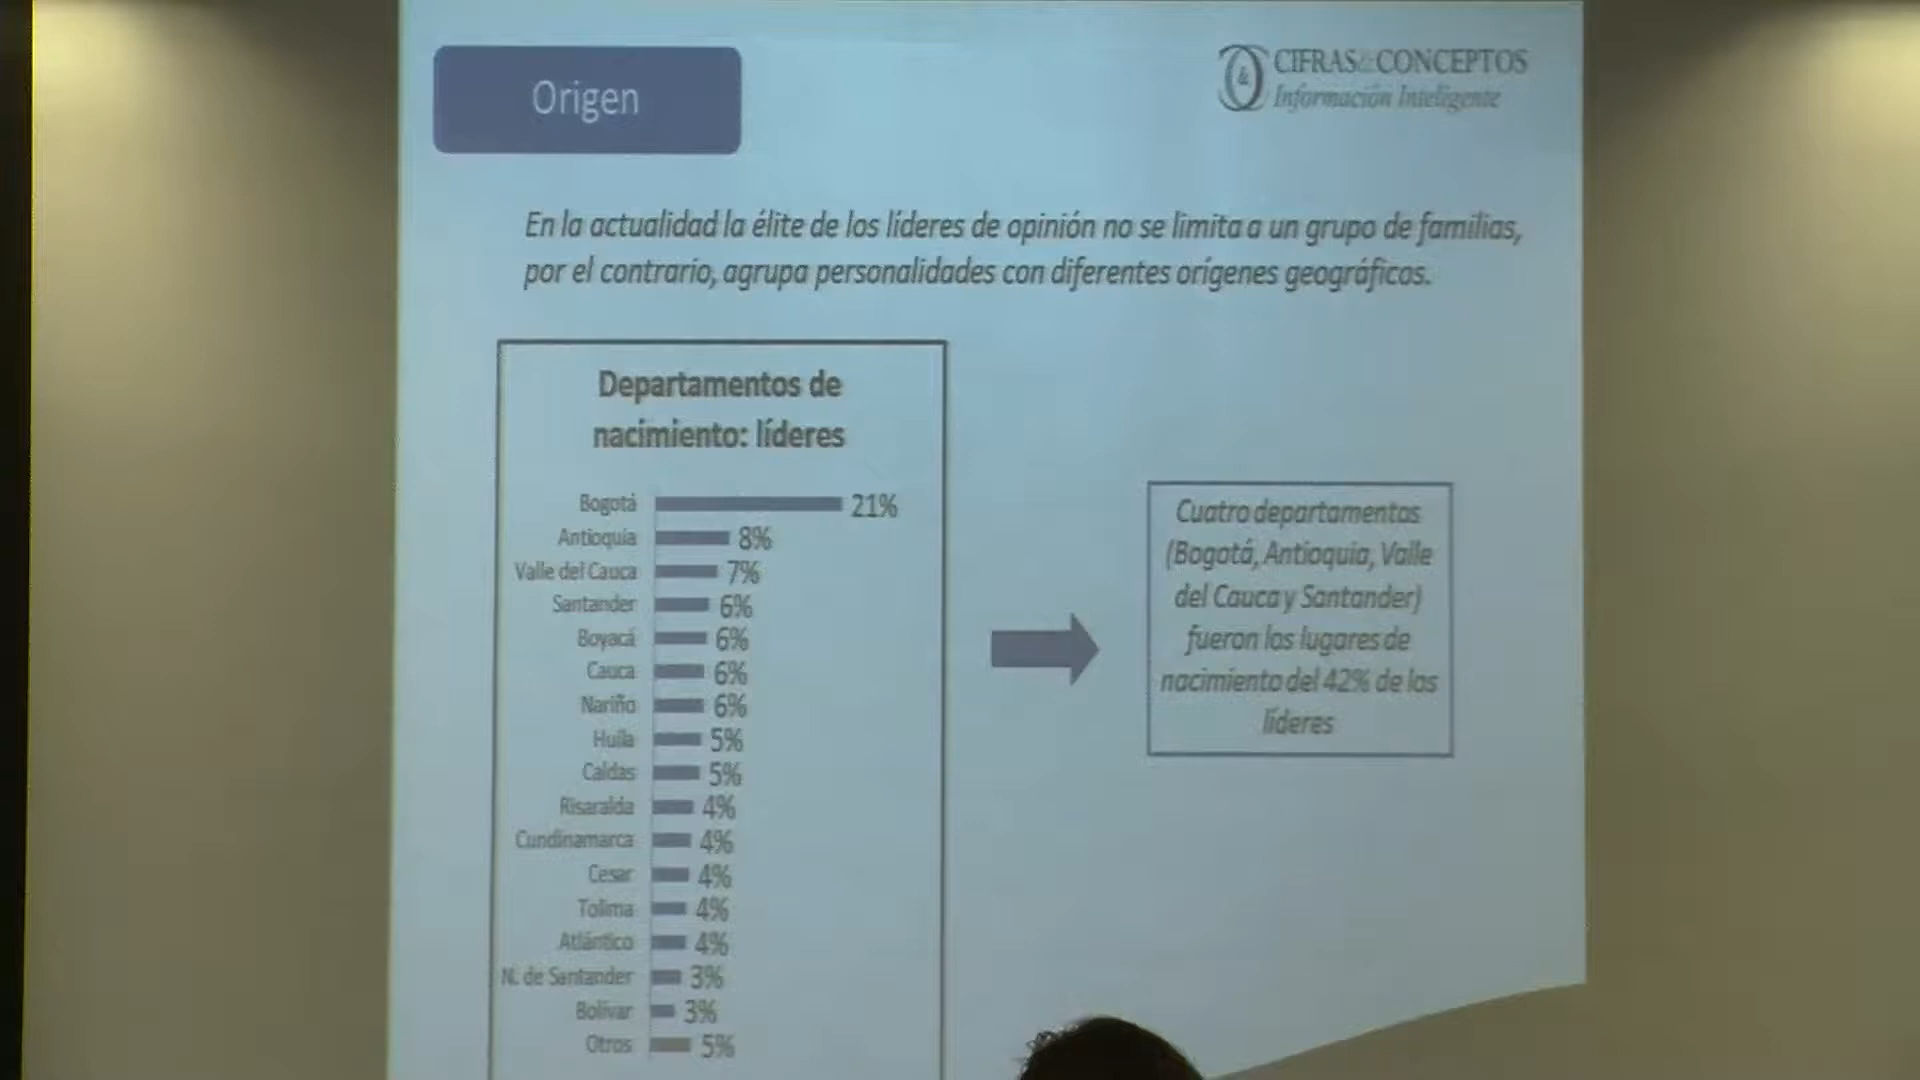 Origen
CIFRAS&CONCEPTOS
Información Inteligente
En la actualidad la élite de los líderes de opinión no se limita a un grupo de familias,
por el contrario, agrupa personalidades con diferentes orígenes geográficos.
Departamentos de
nacimiento: líderes
Bogotá 21%
Antioquia 8%
Valle del Cauca 7%
Santander 6%
Boyacá 6%
Cauca 6%
Nariño 6%
Huila 5%
Caldas 5%
Risaralda 4%
Cundinamarca 4%
Cesar 4%
Tolima 4%
Atlántico 4%
N. de Santander 3%
Bolívar 3%
Otros 5%
Cuatro departamentos
(Bogotá, Antioquia, Valle
del Cauca y Santander)
fueron los lugares de
nacimiento del 42% de los
líderes